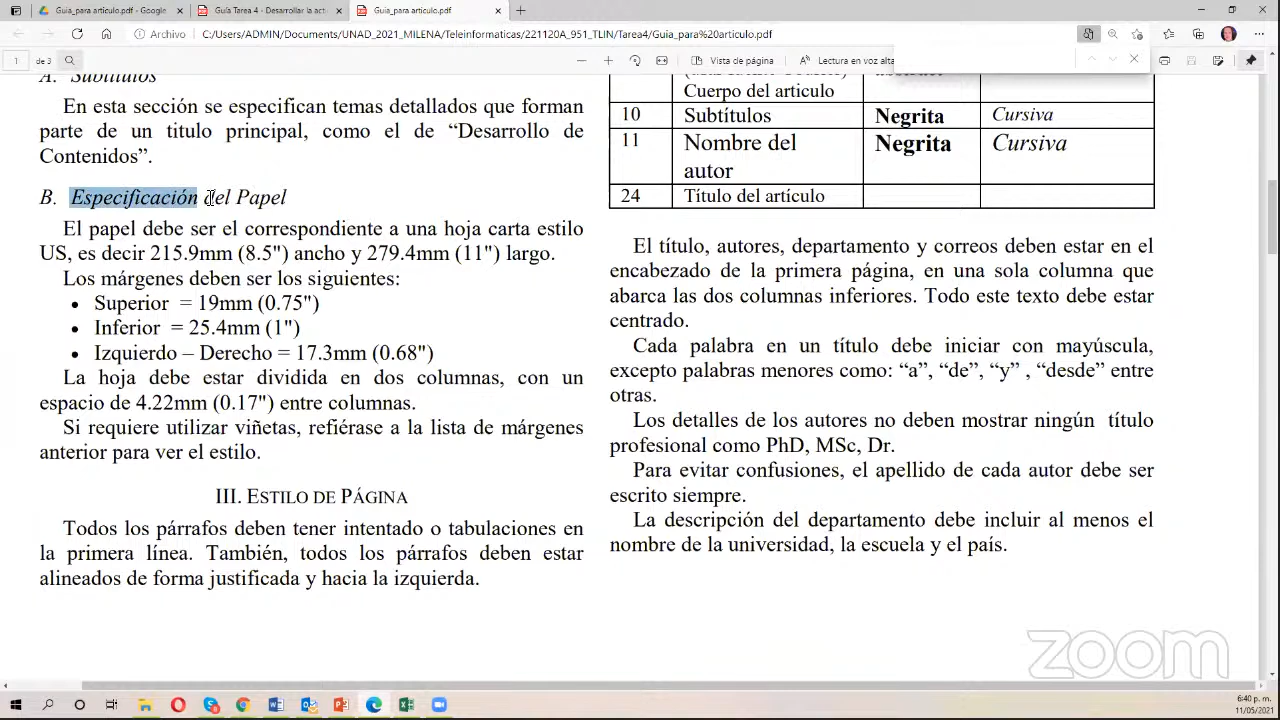 Guia_para articulo.pdf - Google
Guía Tarea 4 - Desarrollar la acti
Guia_para articulo.pdf
Archivo
C:/Users/ADMIN/Documents/UNAD_2021_MILENA/Teleinformaticas/221120A_951_TLIN/Tarea4/Guia_para%20articulo.pdf
1
de 3
Vista de página
Lectura en voz alta
A. Subtítulos
En esta sección se especifican temas detallados que forman
parte de un titulo principal, como el de “Desarrollo de
Contenidos”.
B. Especificación del Papel
El papel debe ser el correspondiente a una hoja carta estilo
US, es decir 215.9mm (8.5") ancho y 279.4mm (11") largo.
Los márgenes deben ser los siguientes:
• Superior = 19mm (0.75")
• Inferior = 25.4mm (1")
• Izquierdo – Derecho = 17.3mm (0.68")
La hoja debe estar dividida en dos columnas, con un
espacio de 4.22mm (0.17") entre columnas.
Si requiere utilizar viñetas, refiérase a la lista de márgenes
anterior para ver el estilo.
III. ESTILO DE PÁGINA
Todos los párrafos deben tener intentado o tabulaciones en
la primera línea. También, todos los párrafos deben estar
alineados de forma justificada y hacia la izquierda.
Cuerpo del articulo
10 Subtítulos Negrita Cursiva
11 Nombre del Negrita Cursiva
autor
24 Título del artículo
El título, autores, departamento y correos deben estar en el
encabezado de la primera página, en una sola columna que
abarca las dos columnas inferiores. Todo este texto debe estar
centrado.
Cada palabra en un título debe iniciar con mayúscula,
excepto palabras menores como: “a”, “de”, “y” , “desde” entre
otras.
Los detalles de los autores no deben mostrar ningún título
profesional como PhD, MSc, Dr.
Para evitar confusiones, el apellido de cada autor debe ser
escrito siempre.
La descripción del departamento debe incluir al menos el
nombre de la universidad, la escuela y el país.
zoom
6:40 p. m.
11/05/2021